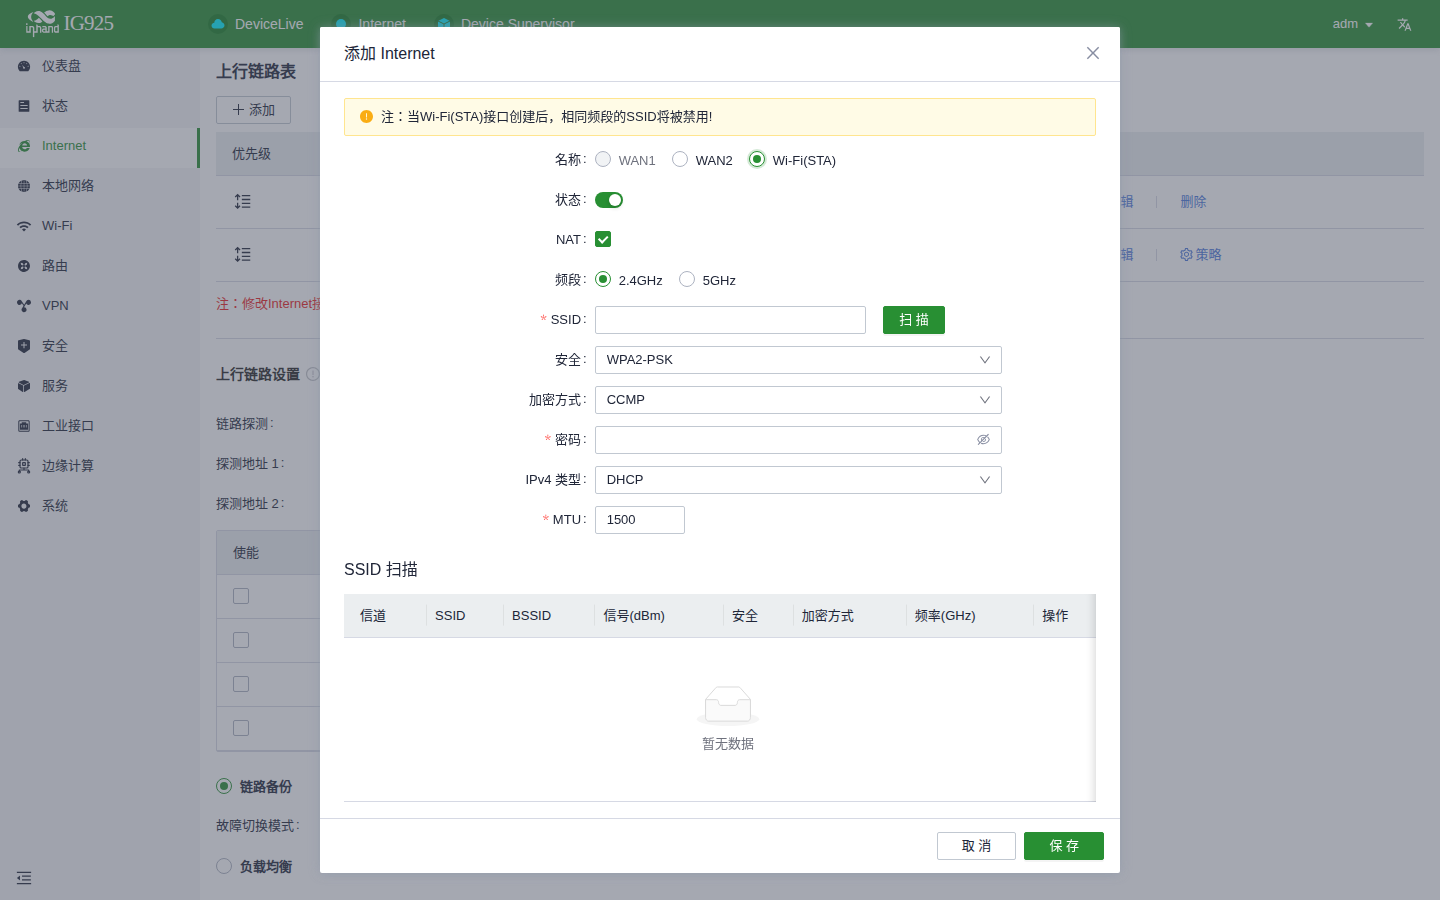 inhand IG925 DeviceLive Internet Device Supervisor adm
添加 Internet
注：当Wi-Fi(STA)接口创建后，相同频段的SSID将被禁用!
名称: WAN1 WAN2 Wi-Fi(STA)
状态:
NAT:
频段: 2.4GHz 5GHz
* SSID: 扫 描
安全: WPA2-PSK
加密方式: CCMP
* 密码:
IPv4 类型: DHCP
* MTU: 1500
SSID 扫描
信道 SSID BSSID 信号(dBm) 安全 加密方式 频率(GHz) 操作
暂无数据
取 消 保 存
仪表盘
状态
Internet
本地网络
Wi-Fi
路由
VPN
安全
服务
工业接口
边缘计算
系统
上行链路表
添加
优先级
辑 删除
辑 策略
注：修改Internet接
上行链路设置
链路探测:
探测地址 1:
探测地址 2:
使能
链路备份
故障切换模式:
负载均衡